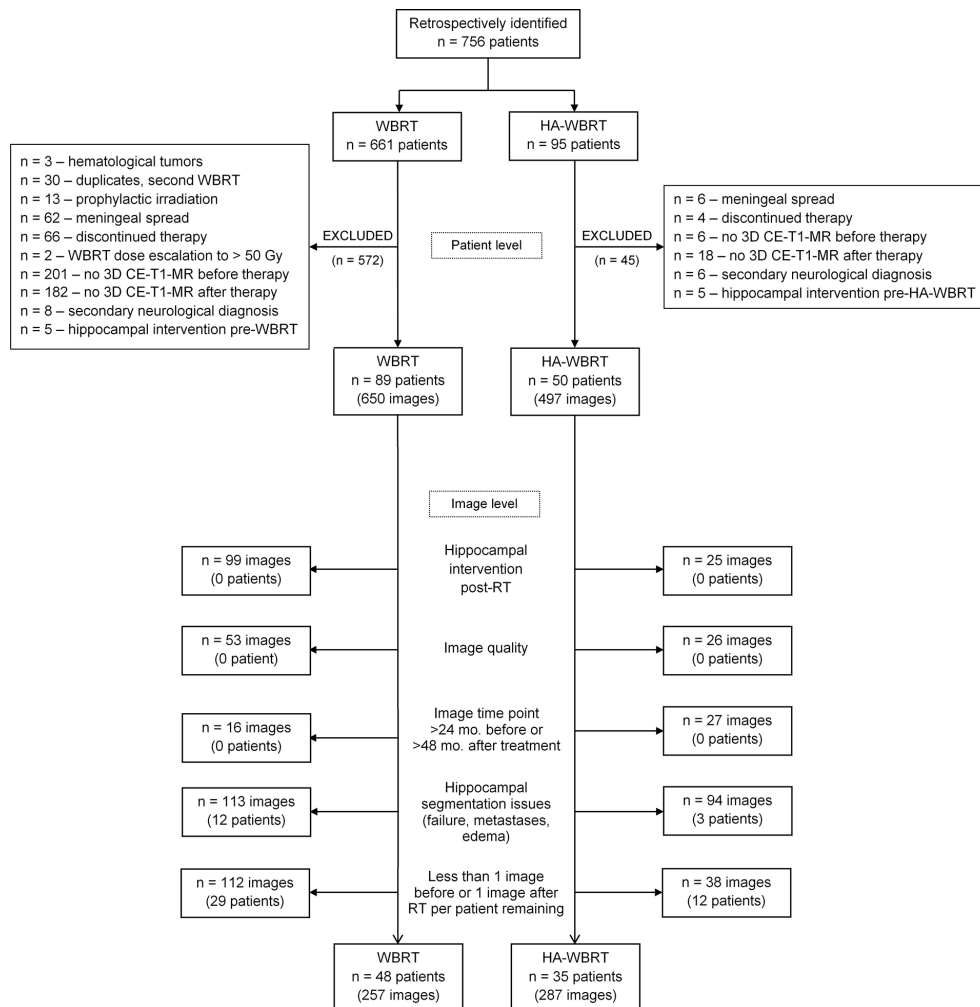 Retrospectively identified
n = 756 patients
WBRT
n = 661 patients
HA-WBRT
n = 95 patients
n = 3 – hematological tumors
n = 30 – duplicates, second WBRT
n = 13 – prophylactic irradiation
n = 62 – meningeal spread
n = 66 – discontinued therapy
n = 2 – WBRT dose escalation to > 50 Gy
n = 201 – no 3D CE-T1-MR before therapy
n = 182 – no 3D CE-T1-MR after therapy
n = 8 – secondary neurological diagnosis
n = 5 – hippocampal intervention pre-WBRT
EXCLUDED
(n = 572)
Patient level
EXCLUDED
(n = 45)
n = 6 – meningeal spread
n = 4 – discontinued therapy
n = 6 – no 3D CE-T1-MR before therapy
n = 18 – no 3D CE-T1-MR after therapy
n = 6 – secondary neurological diagnosis
n = 5 – hippocampal intervention pre-HA-WBRT
WBRT
n = 89 patients
(650 images)
HA-WBRT
n = 50 patients
(497 images)
Image level
n = 99 images
(0 patients)
Hippocampal
intervention
post-RT
n = 25 images
(0 patients)
n = 53 images
(0 patient)
Image quality
n = 26 images
(0 patients)
n = 16 images
(0 patients)
Image time point
>24 mo. before or
>48 mo. after treatment
n = 27 images
(0 patients)
n = 113 images
(12 patients)
Hippocampal
segmentation issues
(failure, metastases,
edema)
n = 94 images
(3 patients)
n = 112 images
(29 patients)
Less than 1 image
before or 1 image after
RT per patient remaining
n = 38 images
(12 patients)
WBRT
n = 48 patients
(257 images)
HA-WBRT
n = 35 patients
(287 images)